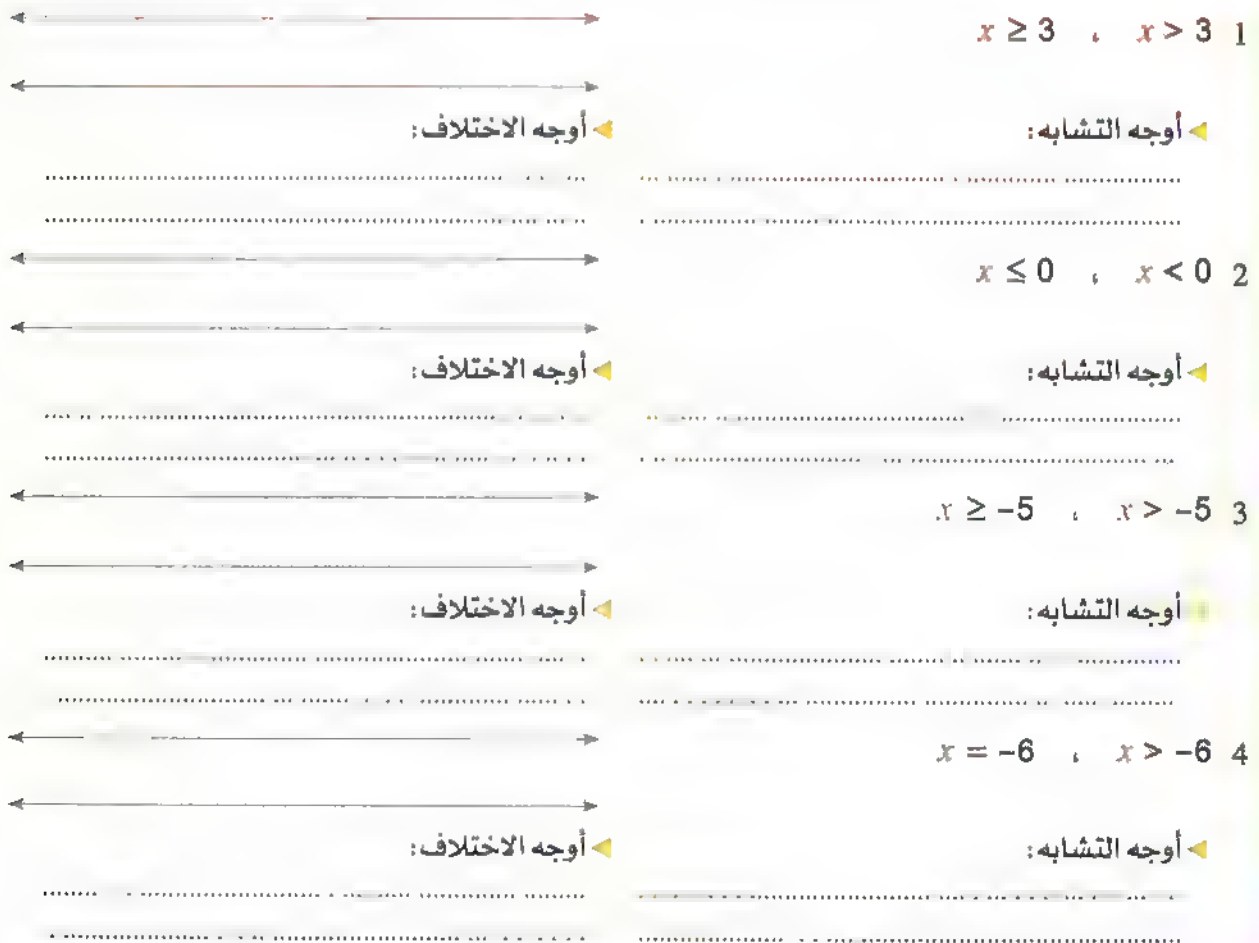 1 x > 3 ، x ≥ 3
أوجه التشابه: أوجه الاختلاف:
2 x < 0 ، x ≤ 0
أوجه التشابه: أوجه الاختلاف:
3 x > −5 ، x ≥ −5
أوجه التشابه: أوجه الاختلاف:
4 x > −6 ، x = −6
أوجه التشابه: أوجه الاختلاف: